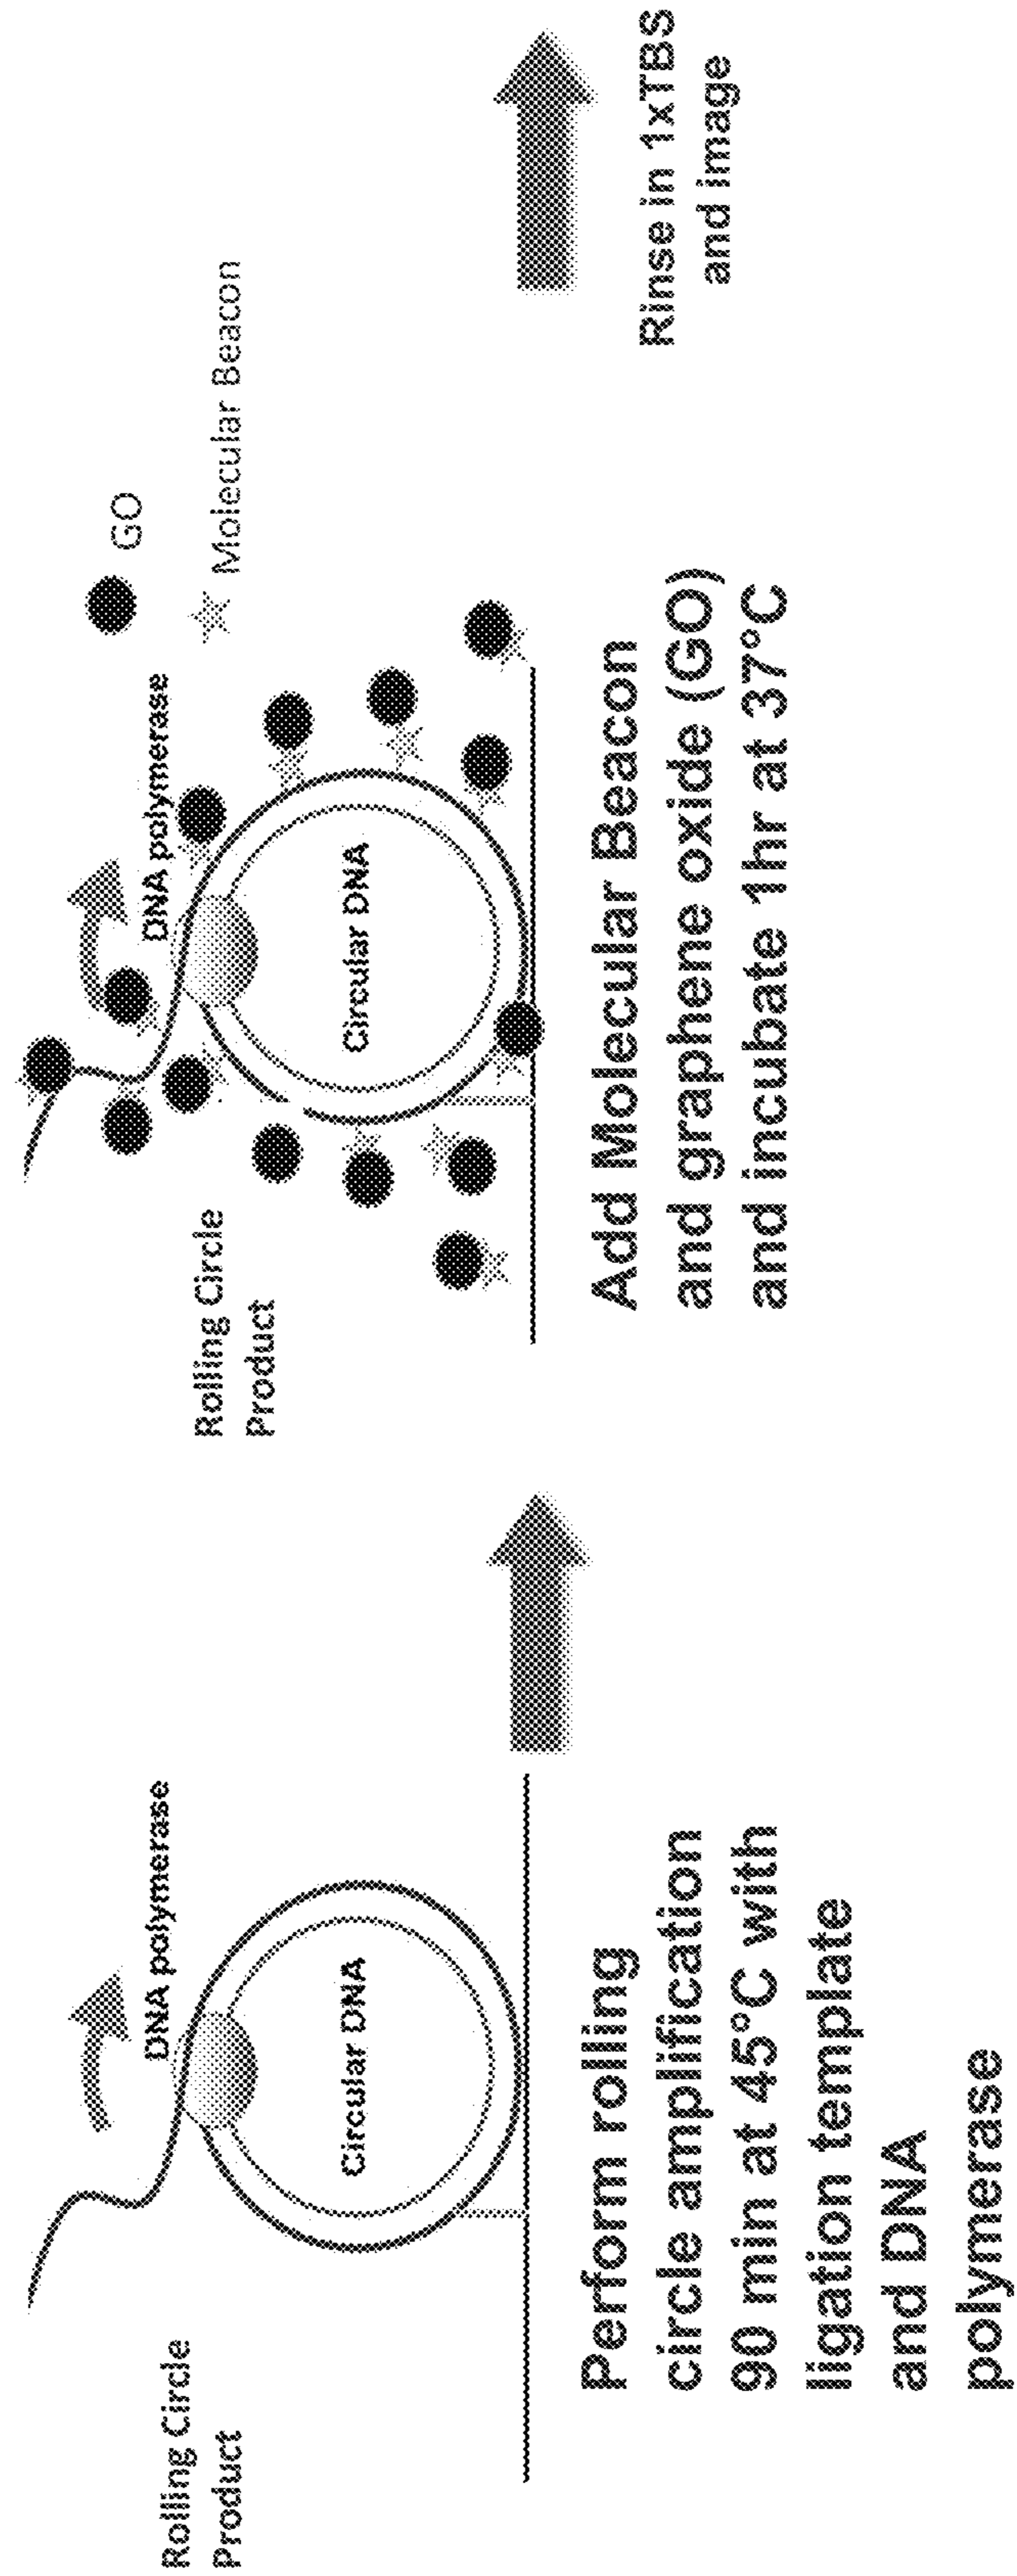 Rolling Circle
Product
DNA polymerase
Circular DNA
Perform rolling
circle amplification
90 min at 45°C with
ligation template
and DNA
polymerase
Rolling Circle
Product
DNA polymerase
Circular DNA
GO
Molecular Beacon
Add Molecular Beacon
and graphene oxide (GO)
and incubate 1hr at 37°C
Rinse in 1xTBS
and image